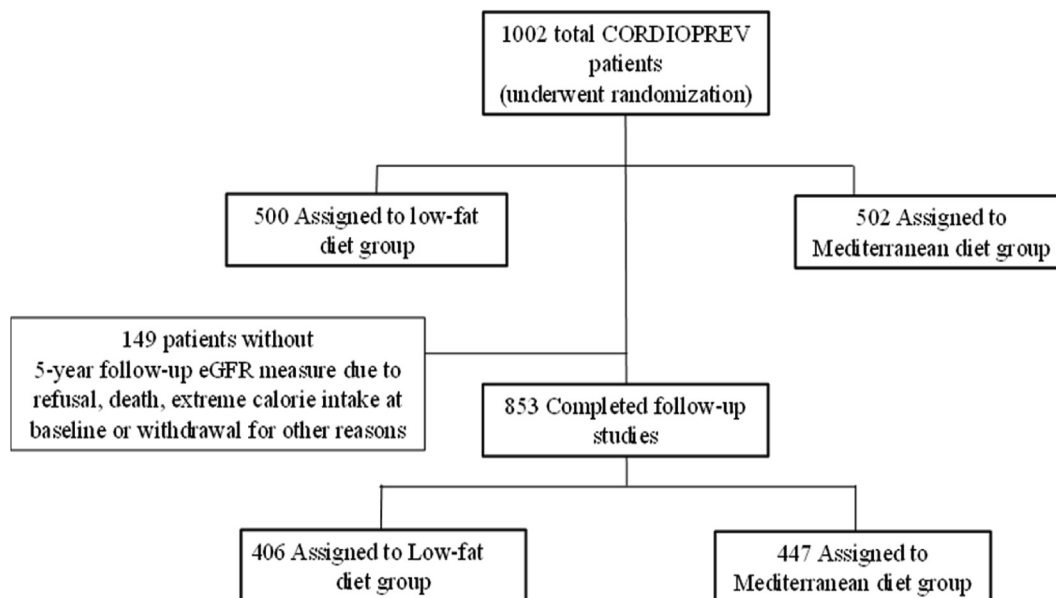 1002 total CORDIOPREV
patients
(underwent randomization)
500 Assigned to low-fat
diet group
502 Assigned to
Mediterranean diet group
149 patients without
5-year follow-up eGFR measure due to
refusal, death, extreme calorie intake at
baseline or withdrawal for other reasons
853 Completed follow-up
studies
406 Assigned to Low-fat
diet group
447 Assigned to
Mediterranean diet group